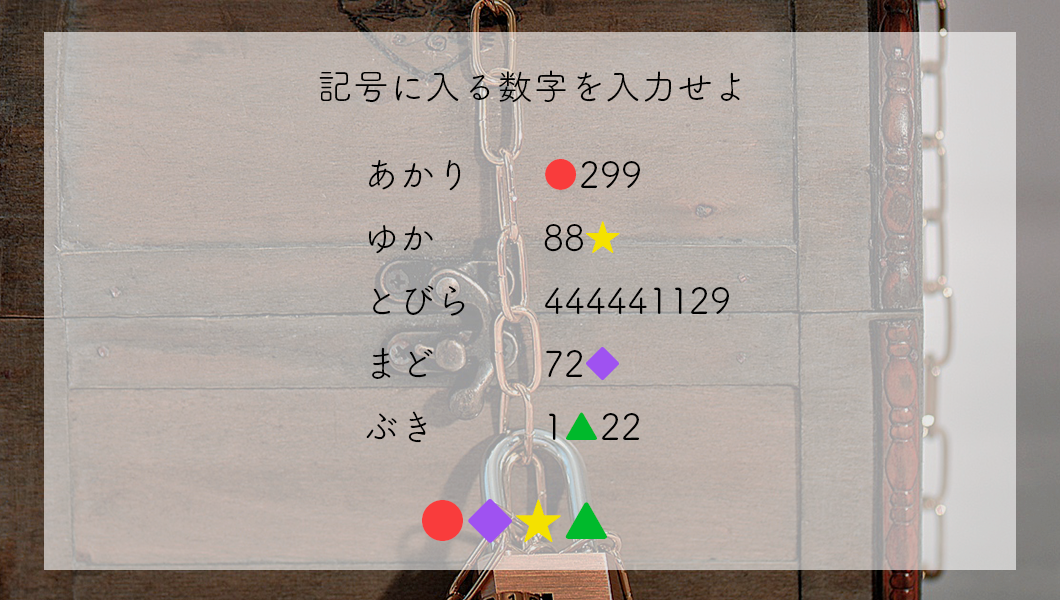 記号に入る数字を入力せよ
あかり ●299
ゆか 88★
とびら 444441129
まど 72◆
ぶき 1▲22
●◆★▲